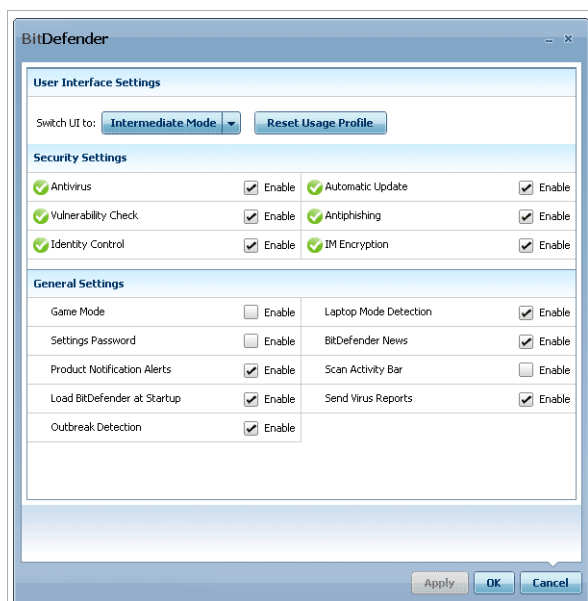 BitDefender
User Interface Settings
Switch UI to: Intermediate Mode Reset Usage Profile
Security Settings
Antivirus Enable Automatic Update Enable
Vulnerability Check Enable Antiphishing Enable
Identity Control Enable IM Encryption Enable
General Settings
Game Mode Enable Laptop Mode Detection Enable
Settings Password Enable BitDefender News Enable
Product Notification Alerts Enable Scan Activity Bar Enable
Load BitDefender at Startup Enable Send Virus Reports Enable
Outbreak Detection Enable
Apply OK Cancel